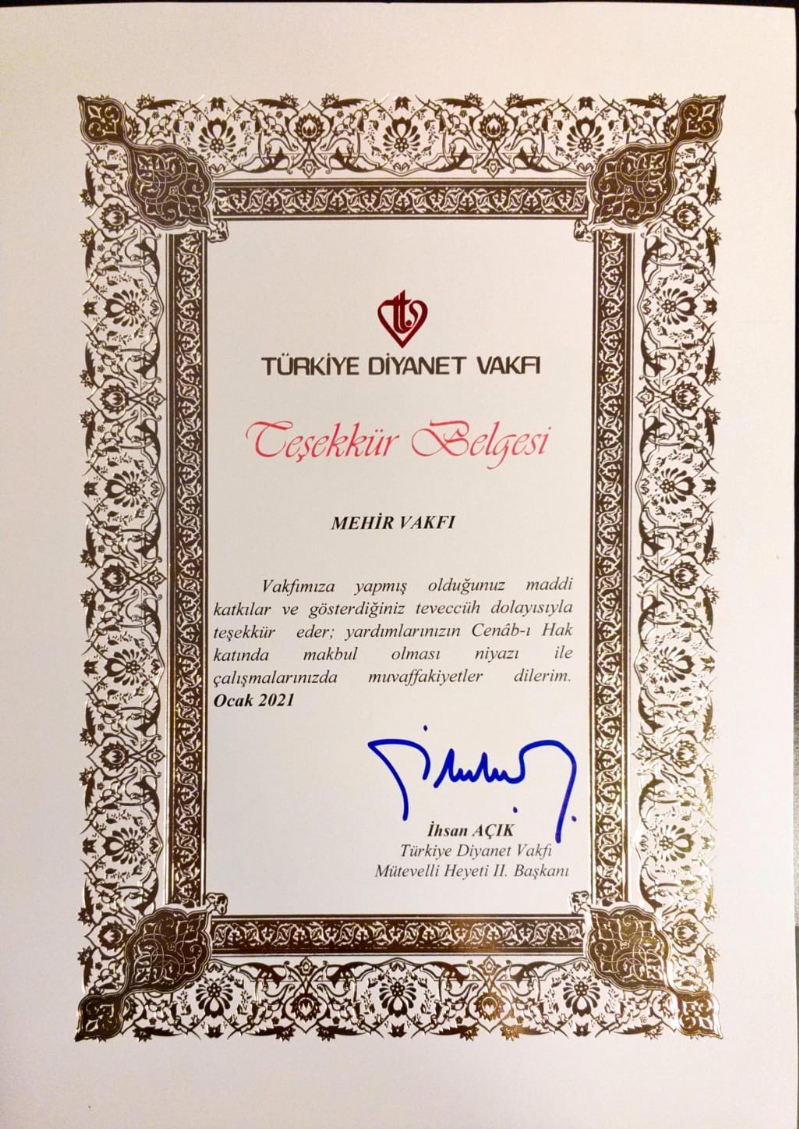 TÜRKİYE DİYANET VAKFI
Teşekkür Belgesi
MEHİR VAKFI
Vakfımıza yapmış olduğunuz maddi
katkılar ve gösterdiğiniz teveccüh dolayısıyla
teşekkür eder; yardımlarınızın Cenâb-ı Hak
katında makbul olması niyazı ile
çalışmalarınızda muvaffakiyetler dilerim.
Ocak 2021
İhsan AÇIK
Türkiye Diyanet Vakfı
Mütevelli Heyeti II. Başkanı